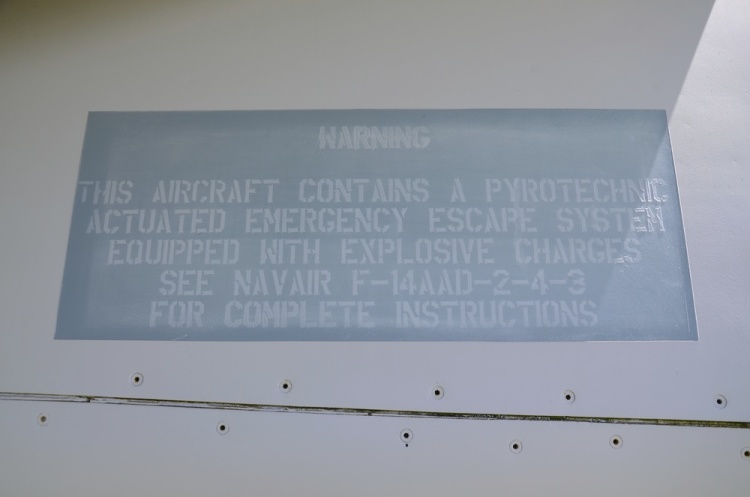 WARNING
THIS AIRCRAFT CONTAINS A PYROTECHNIC
ACTUATED EMERGENCY ESCAPE SYSTEM
EQUIPPED WITH EXPLOSIVE CHARGES
SEE NAVAIR F-14AAD-2-4-3
FOR COMPLETE INSTRUCTIONS